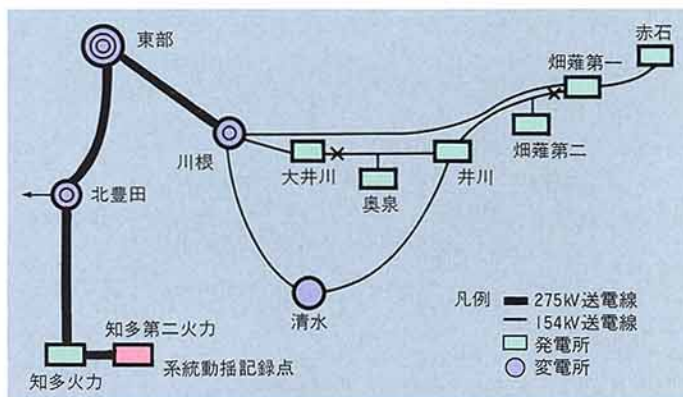 東部
赤石
畑薙第一
川根
大井川
奥泉
井川
畑薙第二
北豊田
清水
知多第二火力
知多火力
系統動揺記録点
凡例
275kV送電線
154kV送電線
発電所
変電所